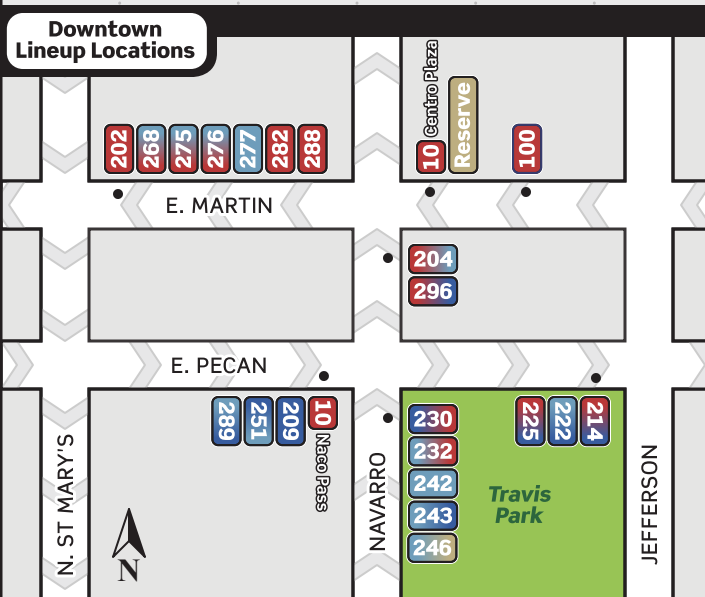 Downtown
Lineup Locations
202
268
275
276
277
282
288
10 Centro Plaza
Reserve
100
E. MARTIN
204
296
E. PECAN
289
251
209
10 Naco Pass
230
232
242
243
246
225
222
214
Travis
Park
N. ST MARY'S
NAVARRO
JEFFERSON
N